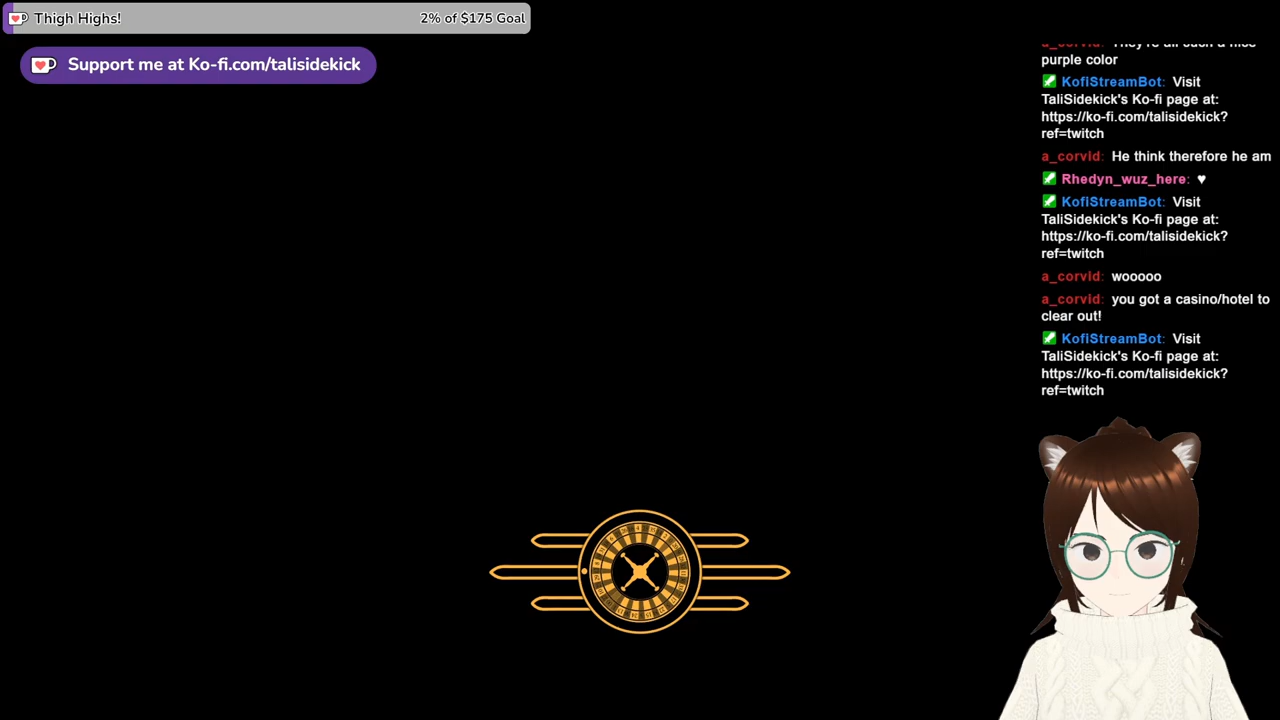 Thigh Highs!
2% of $175 Goal
Support me at Ko-fi.com/talisidekick
purple color
KofiStreamBot: Visit
TaliSidekick's Ko-fi page at:
https://ko-fi.com/talisidekick?
ref=twitch
a_corvld: He think therefore he am
Rhedyn_wuz_here: ♥
KofiStreamBot: Visit
TaliSidekick's Ko-fi page at:
https://ko-fi.com/talisidekick?
ref=twitch
a_corvld: wooooo
a_corvld: you got a casino/hotel to
clear out!
KofiStreamBot: Visit
TaliSidekick's Ko-fi page at:
https://ko-fi.com/talisidekick?
ref=twitch